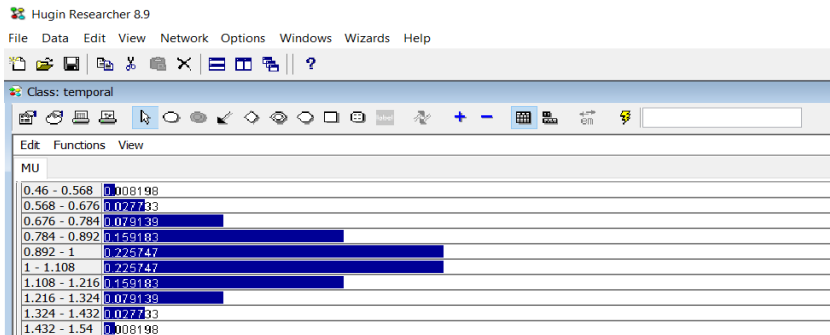 Hugin Researcher 8.9
File Data Edit View Network Options Windows Wizards Help
?
Class: temporal
label em
Edit Functions View
MU
0.46 - 0.568 0.008198
0.568 - 0.676 0.027733
0.676 - 0.784 0.079139
0.784 - 0.892 0.159183
0.892 - 1 0.225747
1 - 1.108 0.225747
1.108 - 1.216 0.159183
1.216 - 1.324 0.079139
1.324 - 1.432 0.027733
1.432 - 1.54 0.008198